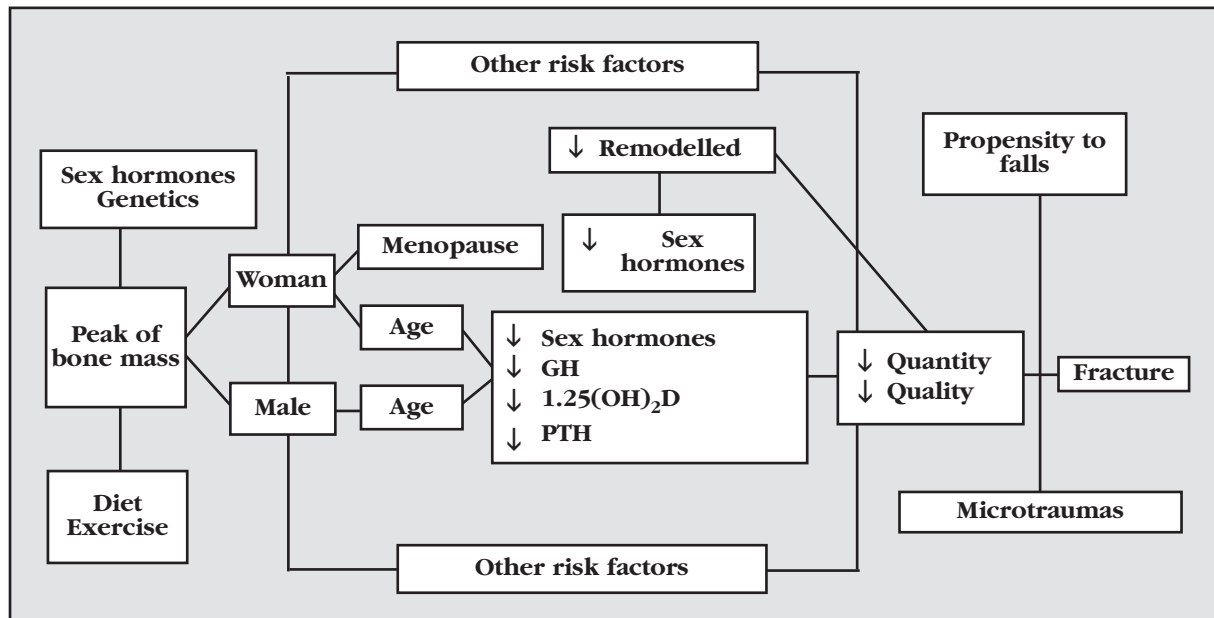 Other risk factors
↓ Remodelled
Propensity to
falls
Sex hormones
Genetics
↓ Sex
hormones
Menopause
Woman
Peak of
bone mass
Age
↓ Sex hormones
↓ GH
↓ 1.25(OH)₂D
↓ PTH
↓ Quantity
↓ Quality
Fracture
Male
Age
Diet
Exercise
Microtraumas
Other risk factors